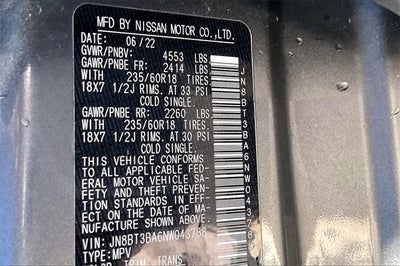 MFD BY NISSAN MOTOR CO.,LTD.
DATE: 06/22
GVWR/PNBV: 4553 LBS
GAWR/PNBE FR: 2414 LBS
WITH 235/60R18 TIRES
18X7 1/2J RIMS. AT 33 PSI
COLD SINGLE.
GAWR/PNBE RR: 2260 LBS
WITH 235/60R18 TIRES
18X7 1/2J RIMS. AT 30 PSI
COLD SINGLE.
THIS VEHICLE CONFORMS
TO ALL APPLICABLE FED-
ERAL MOTOR VEHICLE SA-
FETY AND THEFT PREVEN-
TION STANDARDS IN EFF-
ECT ON THE DATE OF MA-
NUFACTURE SHOWN ABOVE.
VIN: JN8BT3BA6NW043788
TYPE: MPV
COLOR TRIM TRANS
JN8BT3BA6NW043788